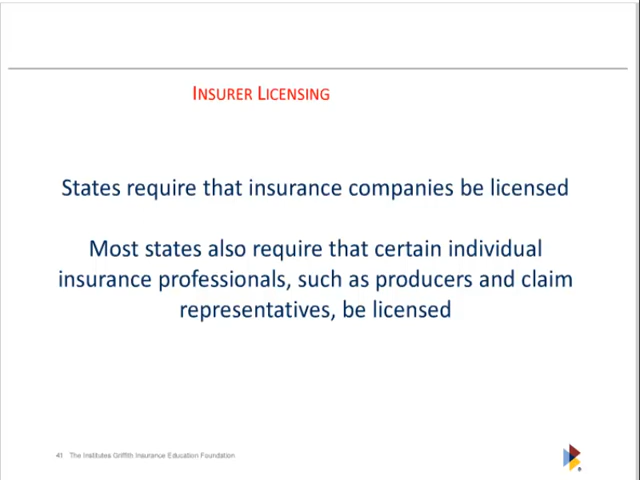 INSURER LICENSING
States require that insurance companies be licensed
Most states also require that certain individual
insurance professionals, such as producers and claim
representatives, be licensed
41 The Institutes Griffith Insurance Education Foundation
®